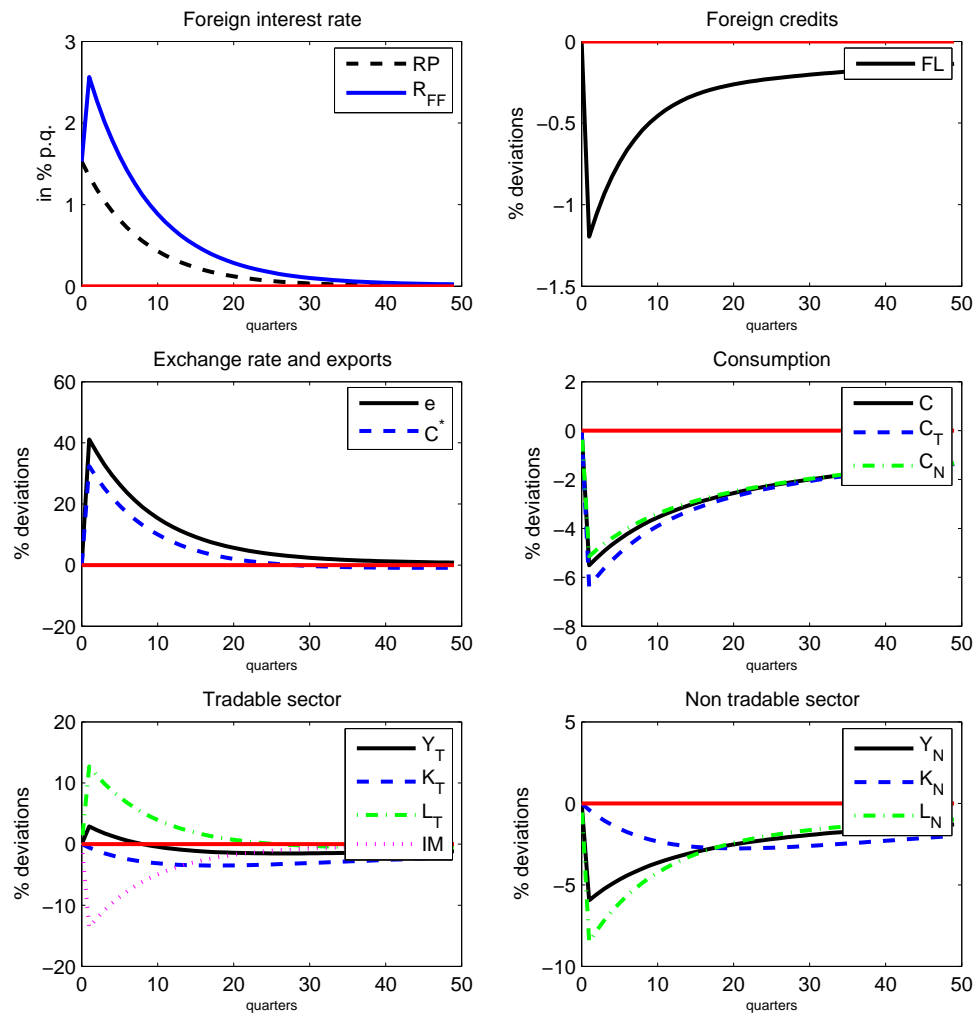 Foreign interest rate
3
2
1
0
in % p.q.
RP
R_FF
0 10 20 30 40 50
quarters
Foreign credits
0
−0.5
−1
−1.5
% deviations
FL
0 10 20 30 40 50
quarters
Exchange rate and exports
60
40
20
0
−20
% deviations
e
C*
0 10 20 30 40 50
quarters
Consumption
2
0
−2
−4
−6
−8
% deviations
C
C_T
C_N
0 10 20 30 40 50
quarters
Tradable sector
20
10
0
−10
−20
% deviations
Y_T
K_T
L_T
IM
0 10 20 30 40 50
quarters
Non tradable sector
5
0
−5
−10
% deviations
Y_N
K_N
L_N
0 10 20 30 40 50
quarters